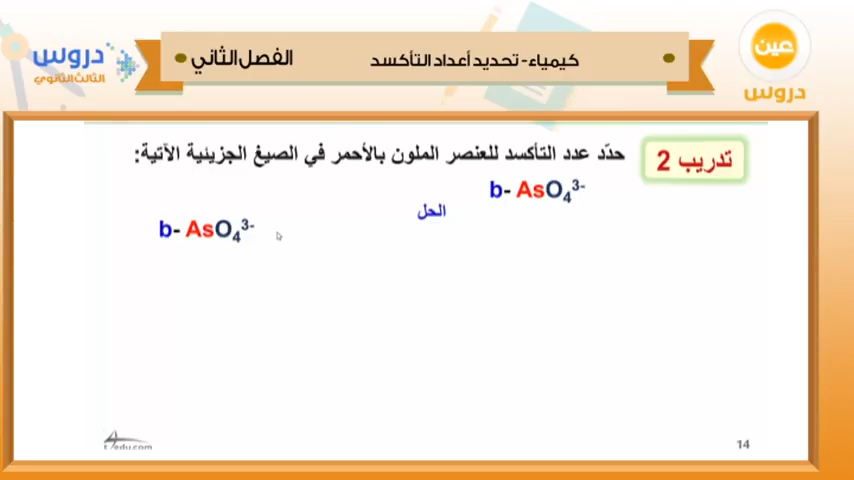 عين
دروس
كيمياء- تحديد أعداد التأكسد
الفصل الثاني
دروس
الثالث الثانوي
تدريب 2
حدّد عدد التأكسد للعنصر الملون بالأحمر في الصيغ الجزيئية الآتية:
b- AsO₄³⁻
الحل
b- AsO₄³⁻
14